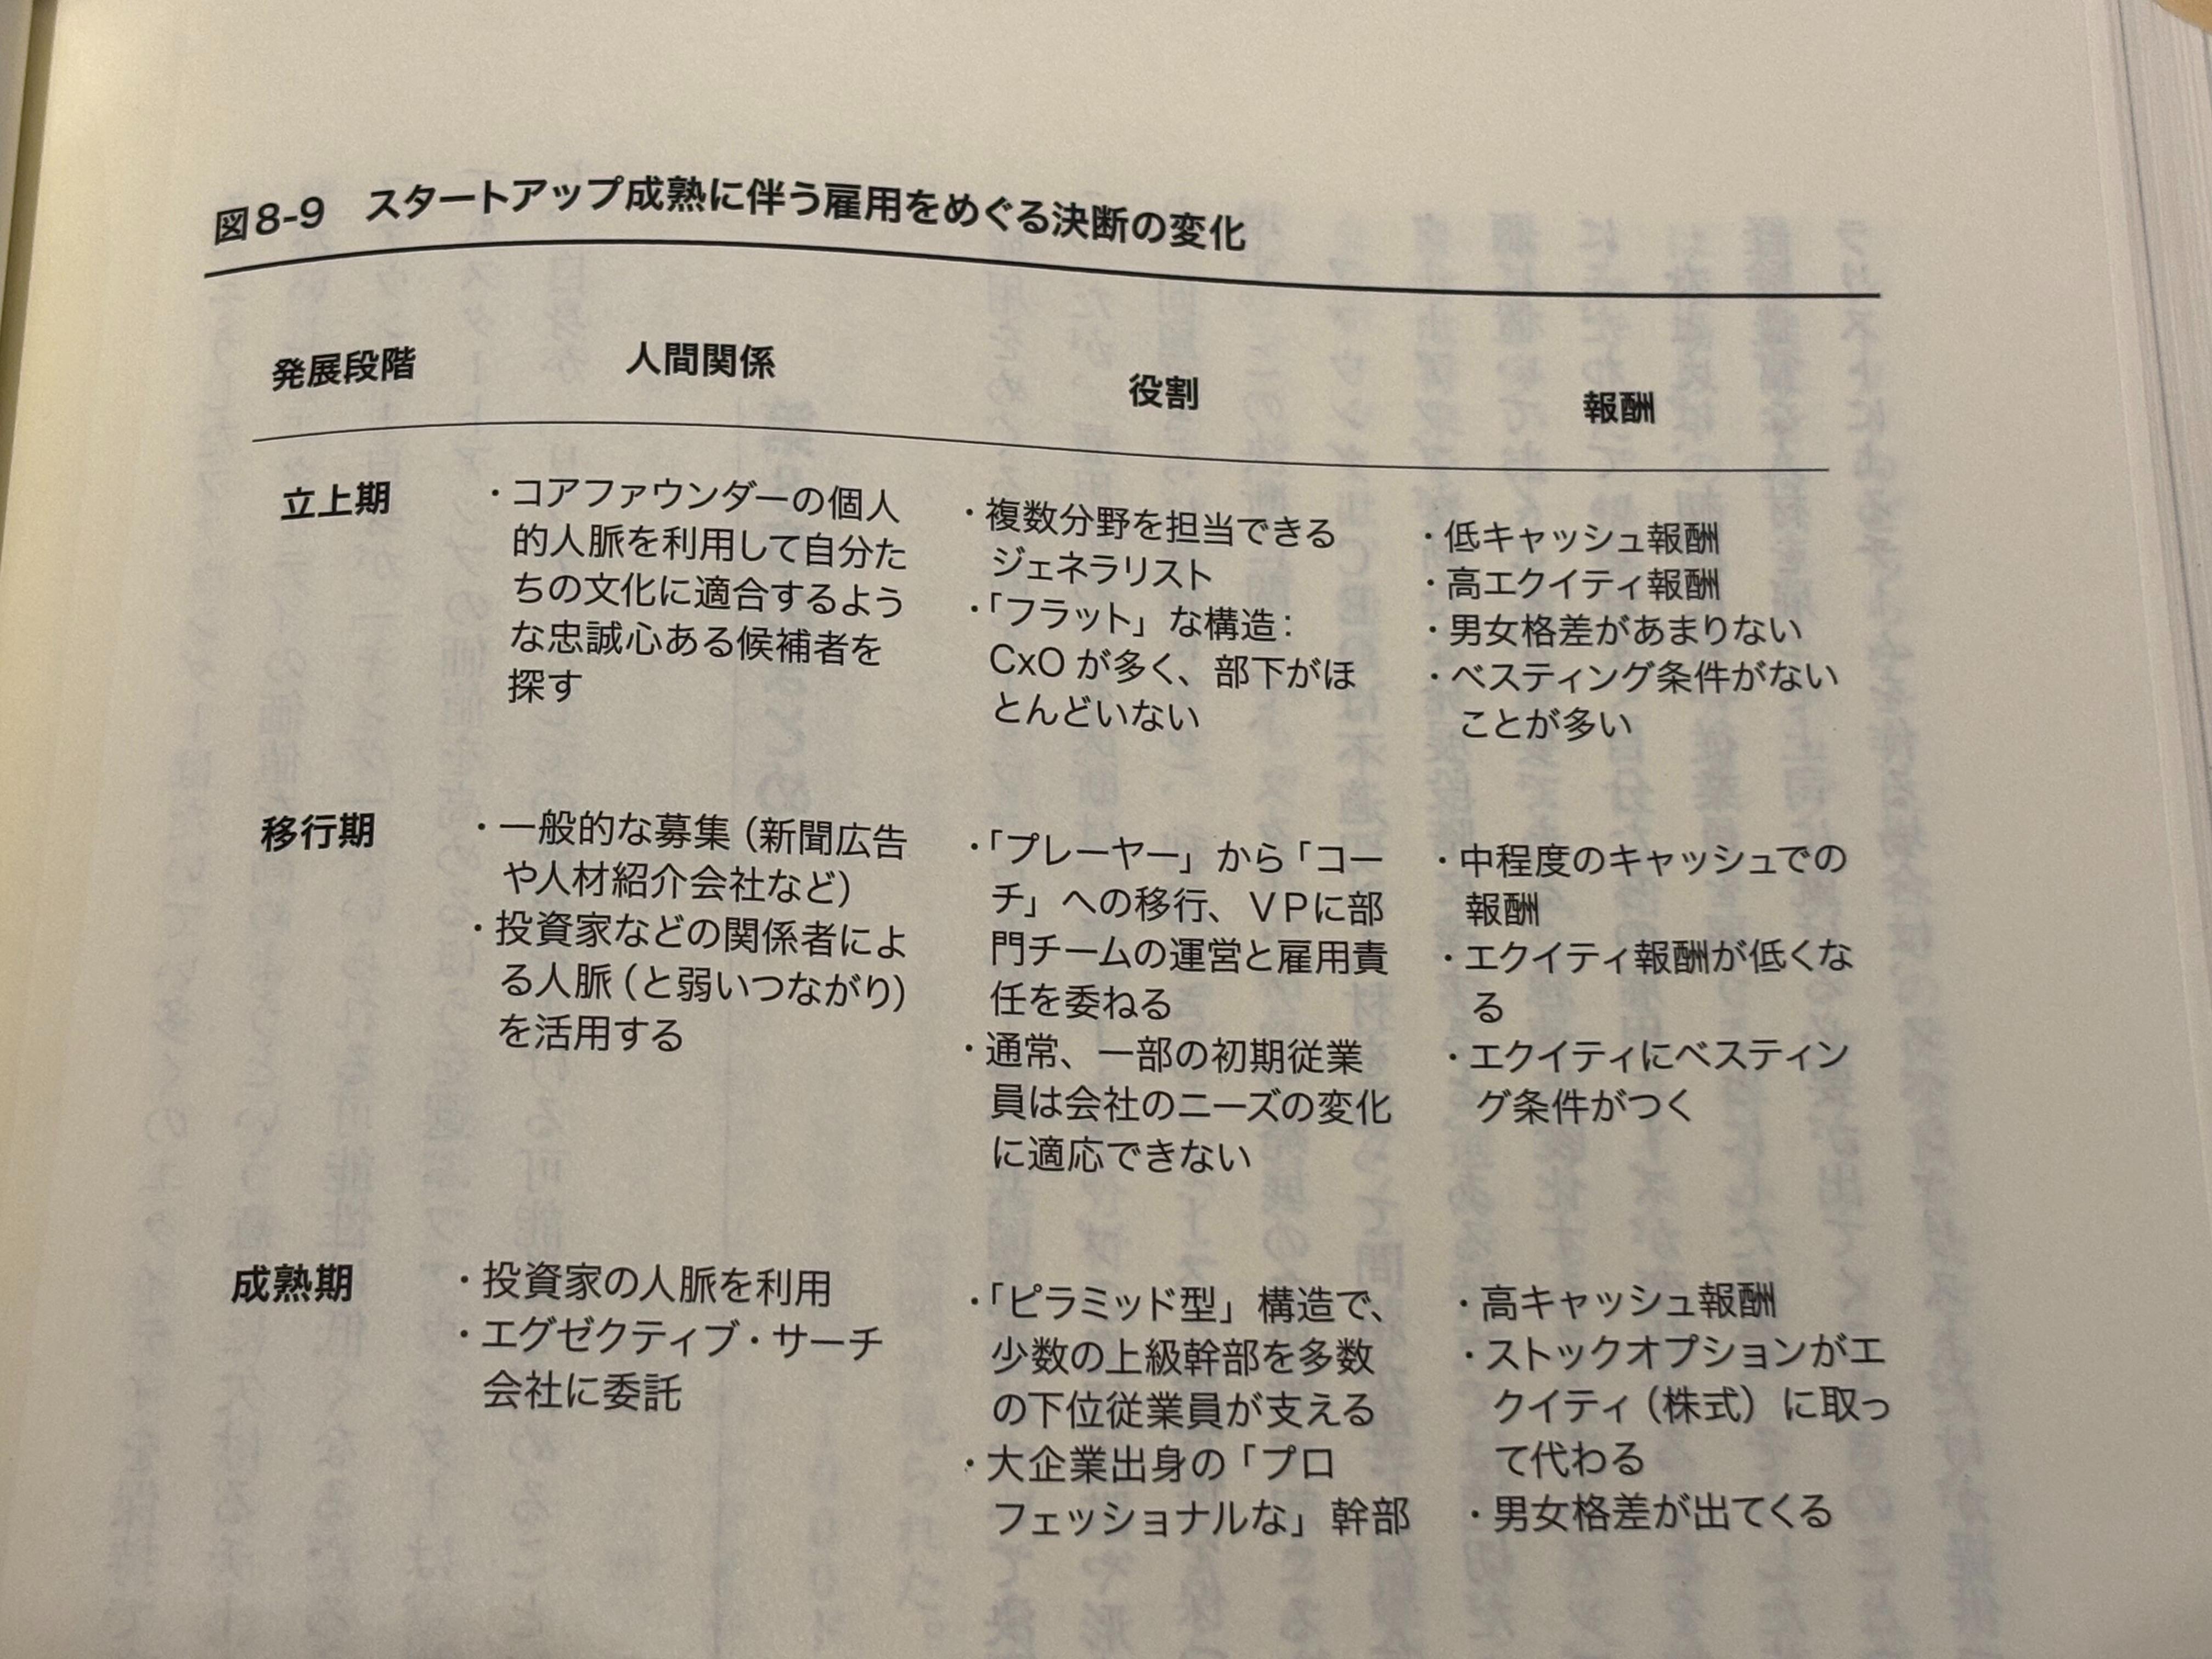 図8-9　スタートアップ成熟に伴う雇用をめぐる決断の変化
発展段階
人間関係
役割
報酬
立上期
・コアファウンダーの個人
的人脈を利用して自分た
ちの文化に適合するよう
な忠誠心ある候補者を
探す
・複数分野を担当できる
ジェネラリスト
・「フラット」な構造：
CxO が多く、部下がほ
とんどいない
・低キャッシュ報酬
・高エクイティ報酬
・男女格差があまりない
・ベスティング条件がない
ことが多い
移行期
・一般的な募集（新聞広告
や人材紹介会社など）
・投資家などの関係者によ
る人脈（と弱いつながり）
を活用する
・「プレーヤー」から「コー
チ」への移行、ＶＰに部
門チームの運営と雇用責
任を委ねる
・通常、一部の初期従業
員は会社のニーズの変化
に適応できない
・中程度のキャッシュでの
報酬
・エクイティ報酬が低くな
る
・エクイティにベスティン
グ条件がつく
成熟期
・投資家の人脈を利用
・エグゼクティブ・サーチ
会社に委託
・「ピラミッド型」構造で、
少数の上級幹部を多数
の下位従業員が支える
・大企業出身の「プロ
フェッショナルな」幹部
・高キャッシュ報酬
・ストックオプションがエ
クイティ（株式）に取っ
て代わる
・男女格差が出てくる